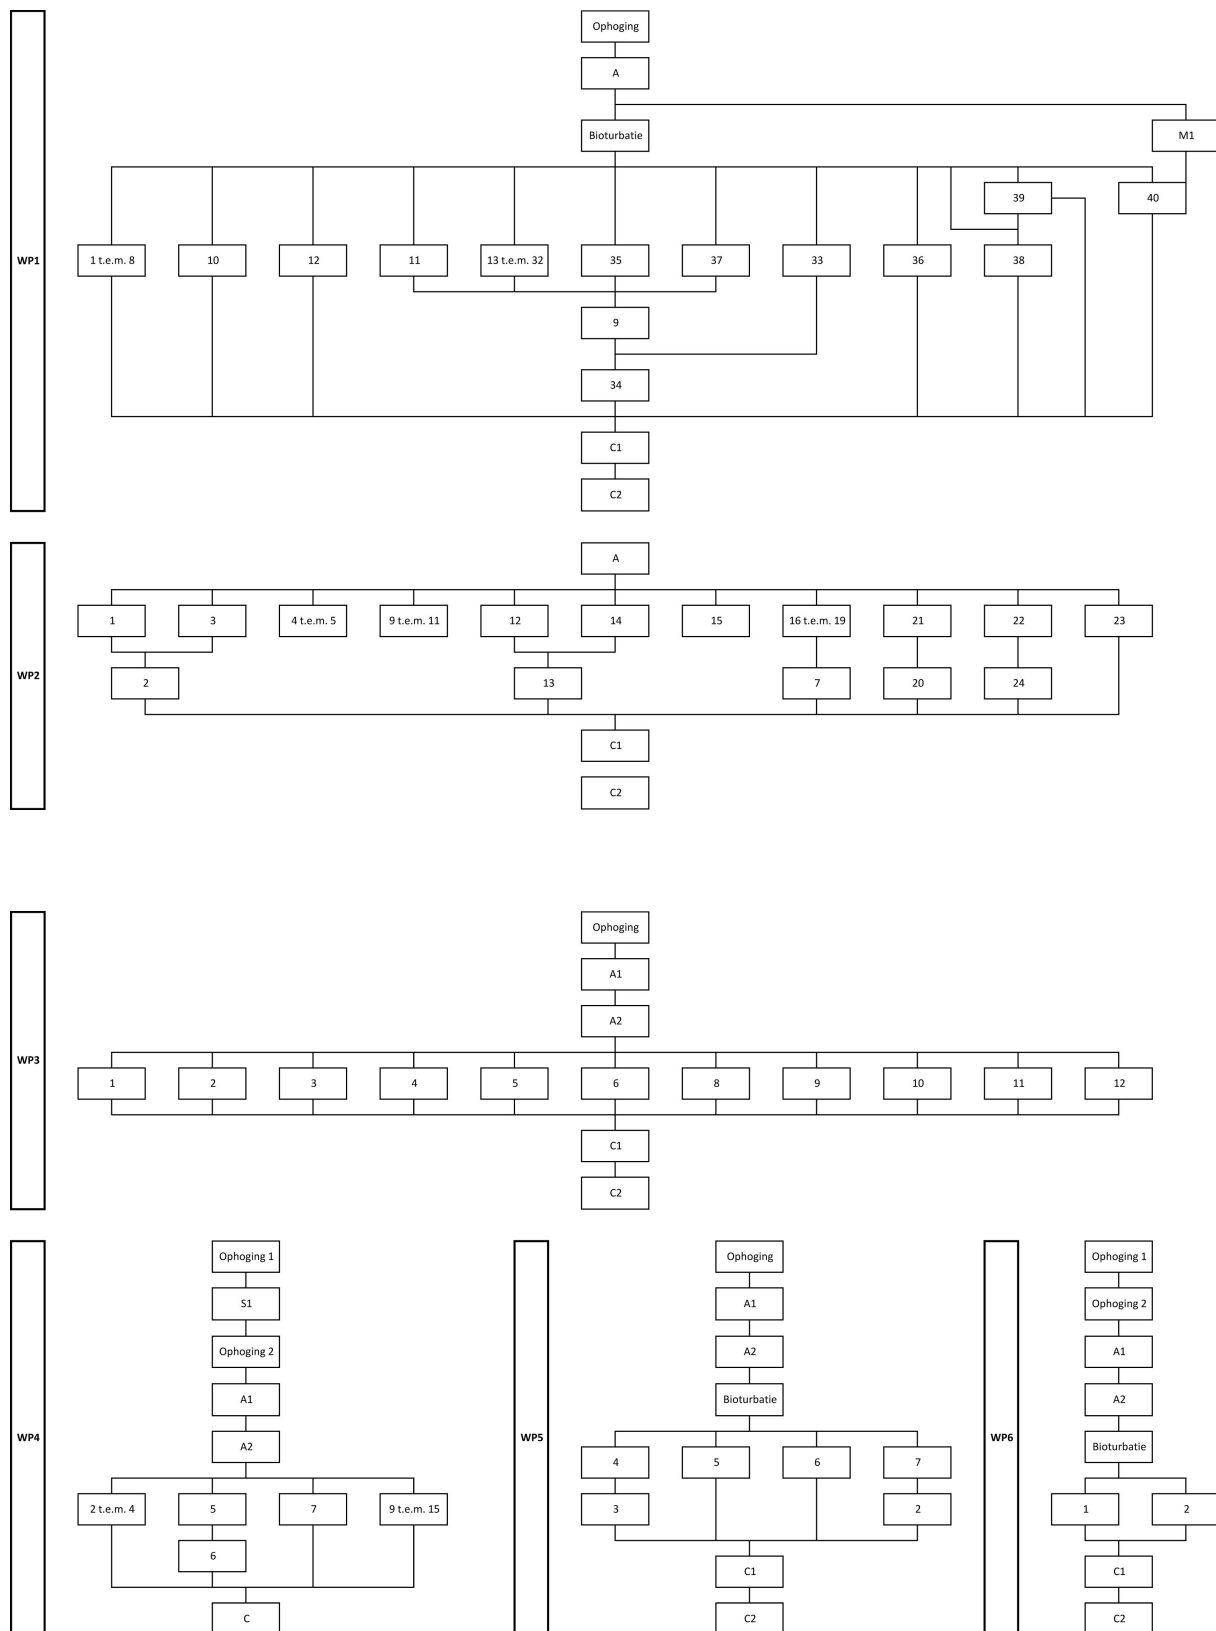 Ophoging
A
Bioturbatie
M1
39
40
WP1
1 t.e.m. 8
10
12
11
13 t.e.m. 32
35
37
33
36
38
9
34
C1
C2
A
1
3
4 t.e.m. 5
9 t.e.m. 11
12
14
15
16 t.e.m. 19
21
22
23
WP2
2
13
7
20
24
C1
C2
Ophoging
A1
A2
WP3
1
2
3
4
5
6
8
9
10
11
12
C1
C2
WP4
Ophoging 1
S1
Ophoging 2
A1
A2
2 t.e.m. 4
5
7
9 t.e.m. 15
6
C
WP5
Ophoging
A1
A2
Bioturbatie
4
5
6
7
3
2
C1
C2
WP6
Ophoging 1
Ophoging 2
A1
A2
Bioturbatie
1
2
C1
C2